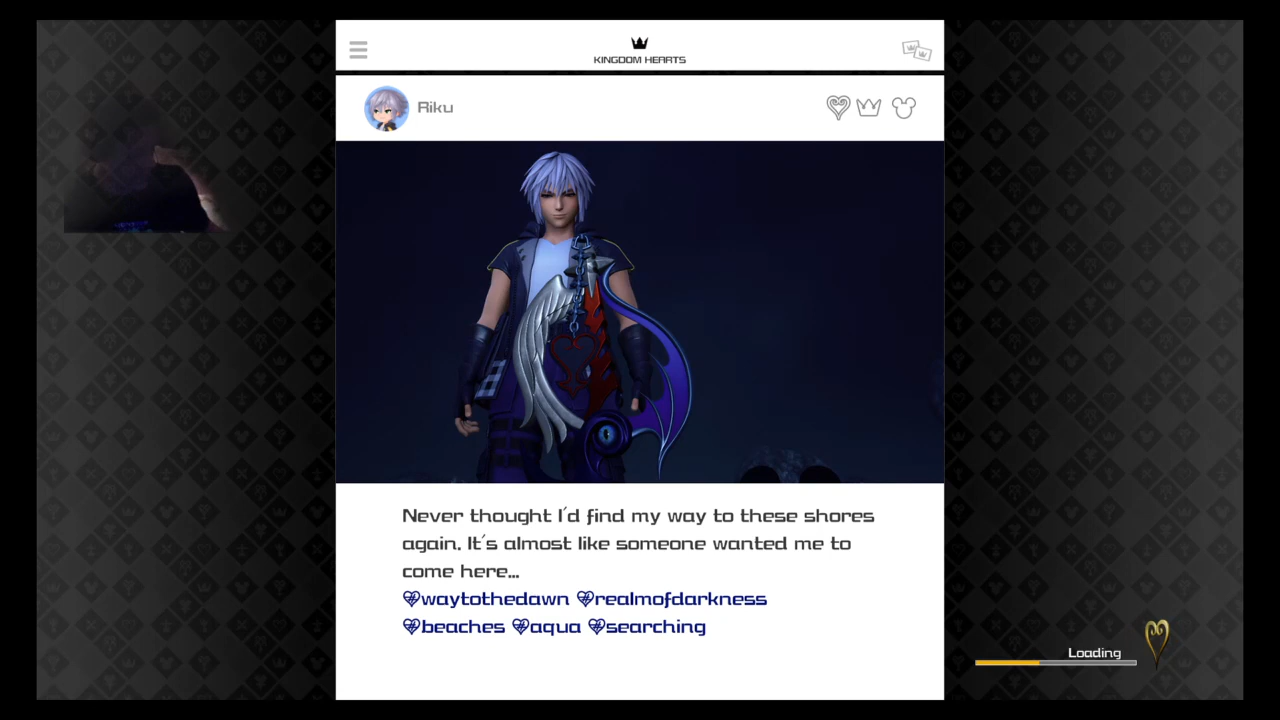 KINGDOM HEARTS
Riku
Never thought I'd find my way to these shores
again. It's almost like someone wanted me to
come here...
#waytothedawn #realmofdarkness
#beaches #aqua #searching
Loading